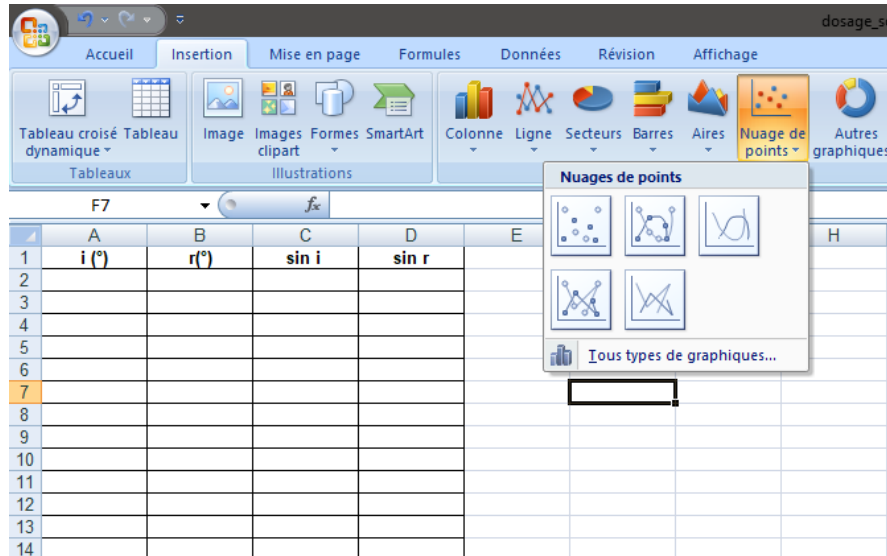 dosage_s
Accueil Insertion Mise en page Formules Données Révision Affichage
Tableau croisé dynamique Tableau Image Images clipart Formes SmartArt Colonne Ligne Secteurs Barres Aires Nuage de points Autres graphiques
Tableaux Illustrations
Nuages de points
F7 fx
A B C D E H
1 i (°) r(°) sin i sin r
2
3
4
5
6
Tous types de graphiques...
7
8
9
10
11
12
13
14